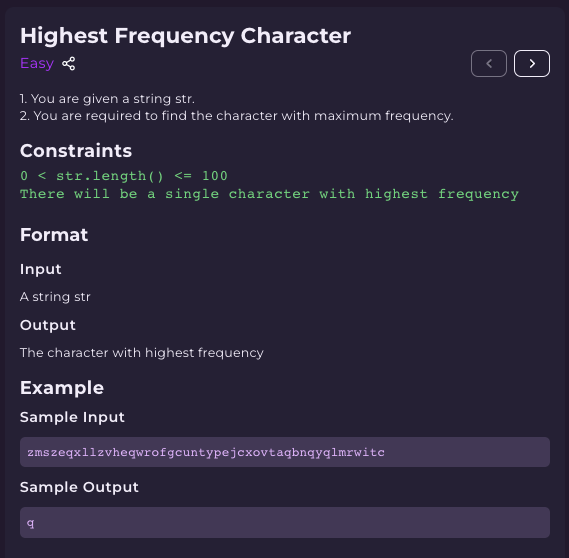 Highest Frequency Character
Easy
1. You are given a string str.
2. You are required to find the character with maximum frequency.
Constraints
0 < str.length() <= 100
There will be a single character with highest frequency
Format
Input
A string str
Output
The character with highest frequency
Example
Sample Input
zmszeqxllzvheqwrofgcuntypejcxovtaqbnqyqlmrwitc
Sample Output
q